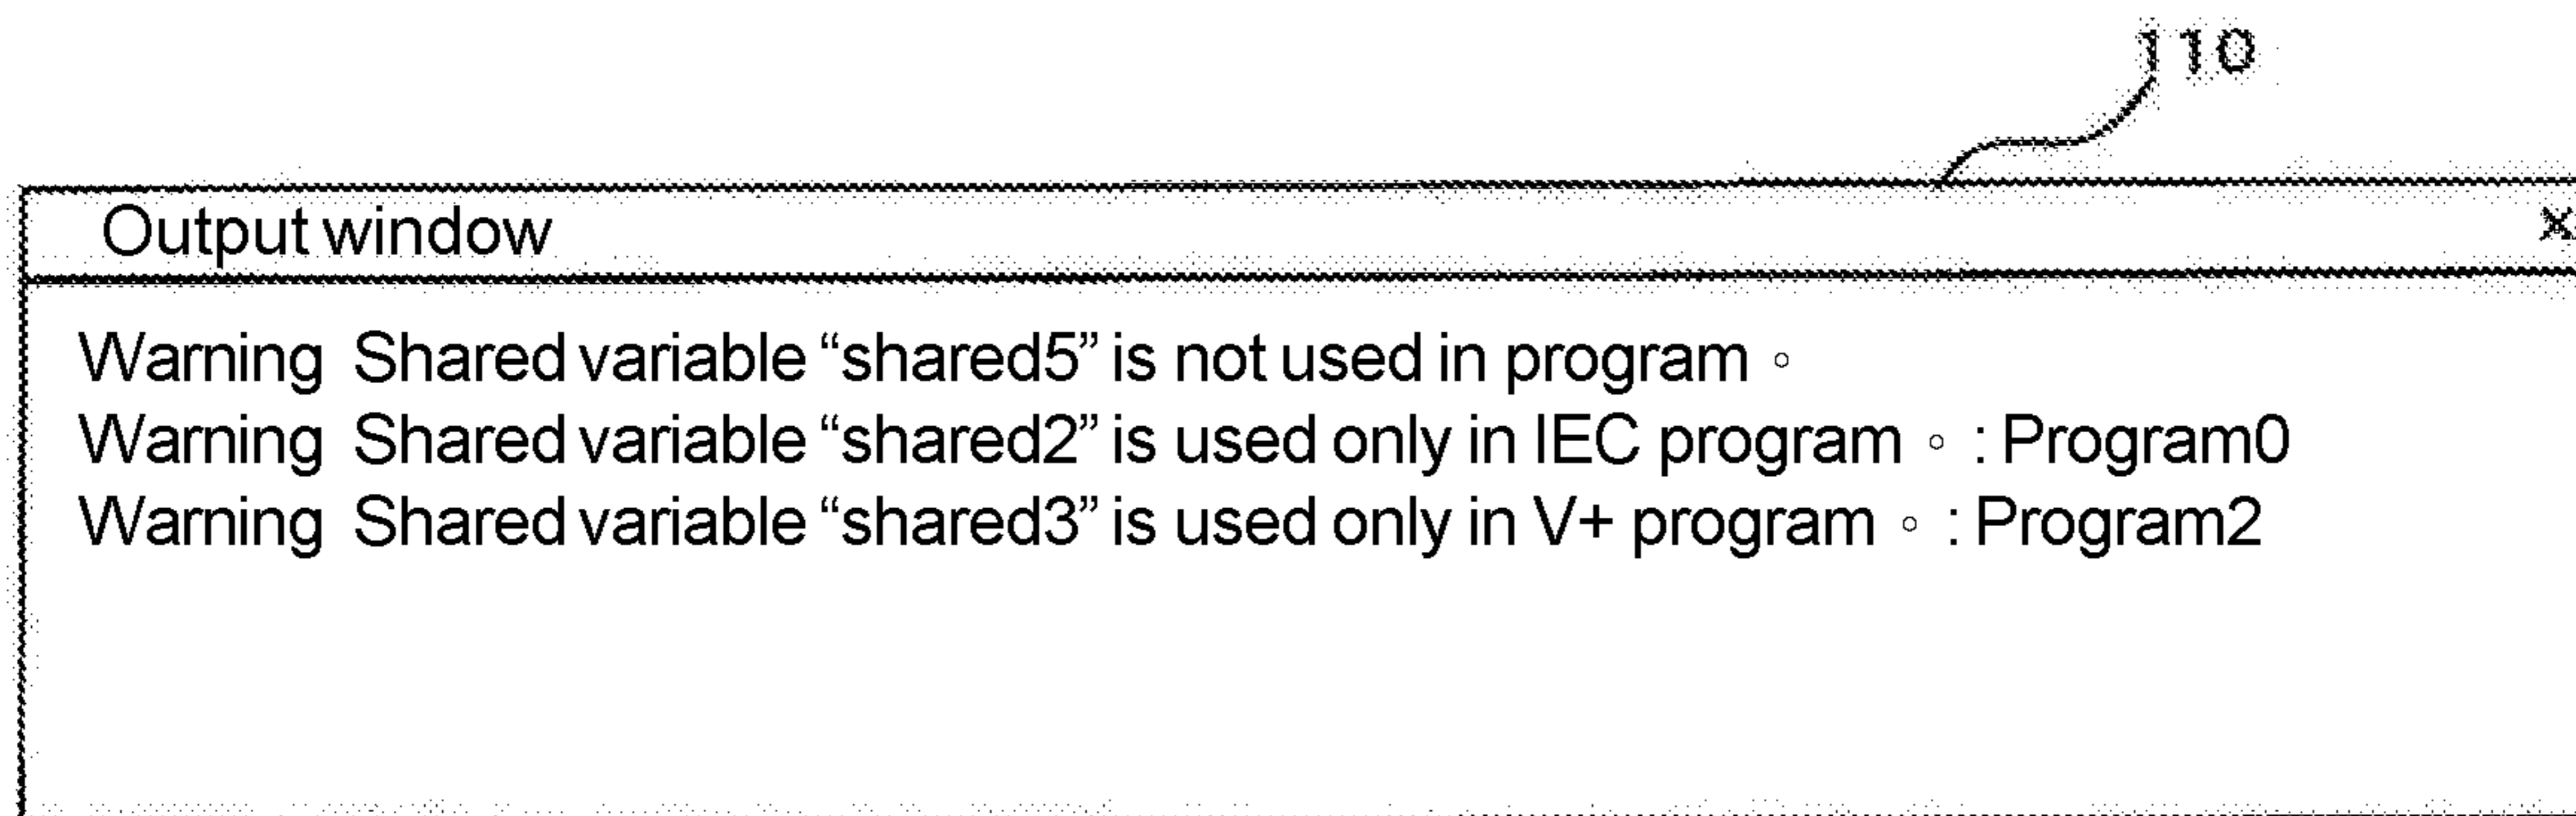 110
Output window x
Warning Shared variable “shared5” is not used in program 。
Warning Shared variable “shared2” is used only in IEC program 。 : Program0
Warning Shared variable “shared3” is used only in V+ program 。 : Program2